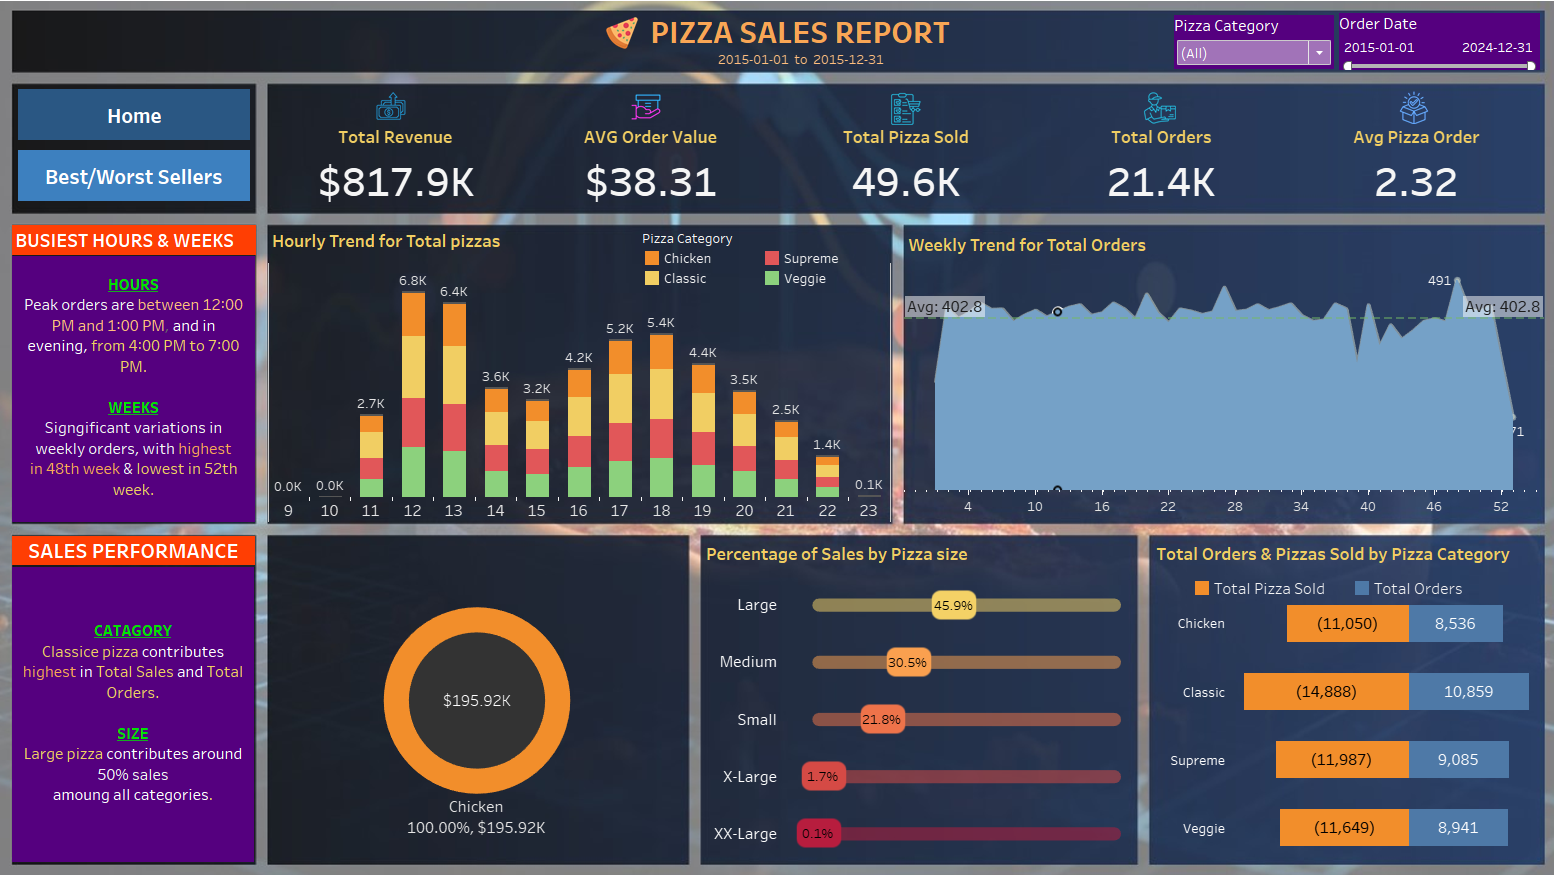 PIZZA SALES REPORT
2015-01-01 to 2015-12-31
Pizza Category
(All)
Order Date
2015-01-01 2024-12-31
Home
Best/Worst Sellers
Total Revenue
$817.9K
AVG Order Value
$38.31
Total Pizza Sold
49.6K
Total Orders
21.4K
Avg Pizza Order
2.32
BUSIEST HOURS & WEEKS
HOURS
Peak orders are between 12:00
PM and 1:00 PM, and in
evening, from 4:00 PM to 7:00
PM.
WEEKS
Signgificant variations in
weekly orders, with highest
in 48th week & lowest in 52th
week.
Hourly Trend for Total pizzas
Pizza Category
Chicken Supreme
Classic Veggie
0.0K 0.0K 2.7K 6.8K 6.4K 3.6K 3.2K 4.2K 5.2K 5.4K 4.4K 3.5K 2.5K 1.4K 0.1K
9 10 11 12 13 14 15 16 17 18 19 20 21 22 23
Weekly Trend for Total Orders
491
Avg: 402.8 Avg: 402.8
71
4 10 16 22 28 34 40 46 52
SALES PERFORMANCE
CATAGORY
Classice pizza contributes
highest in Total Sales and Total
Orders.
SIZE
Large pizza contributes around
50% sales
amoung all categories.
$195.92K
Chicken
100.00%, $195.92K
Percentage of Sales by Pizza size
Large 45.9%
Medium 30.5%
Small 21.8%
X-Large 1.7%
XX-Large 0.1%
Total Orders & Pizzas Sold by Pizza Category
Total Pizza Sold Total Orders
Chicken (11,050) 8,536
Classic (14,888) 10,859
Supreme (11,987) 9,085
Veggie (11,649) 8,941